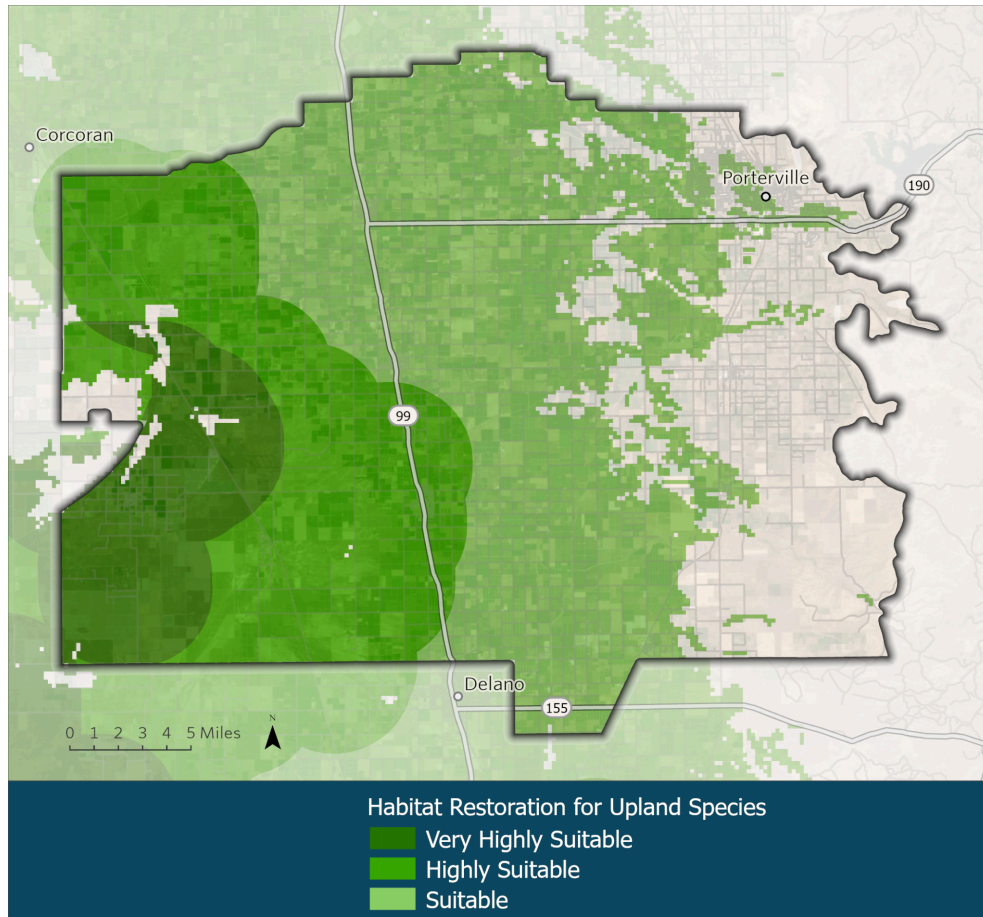 Corcoran
Porterville
190
99
Delano
155
N
0 1 2 3 4 5 Miles
Habitat Restoration for Upland Species
Very Highly Suitable
Highly Suitable
Suitable